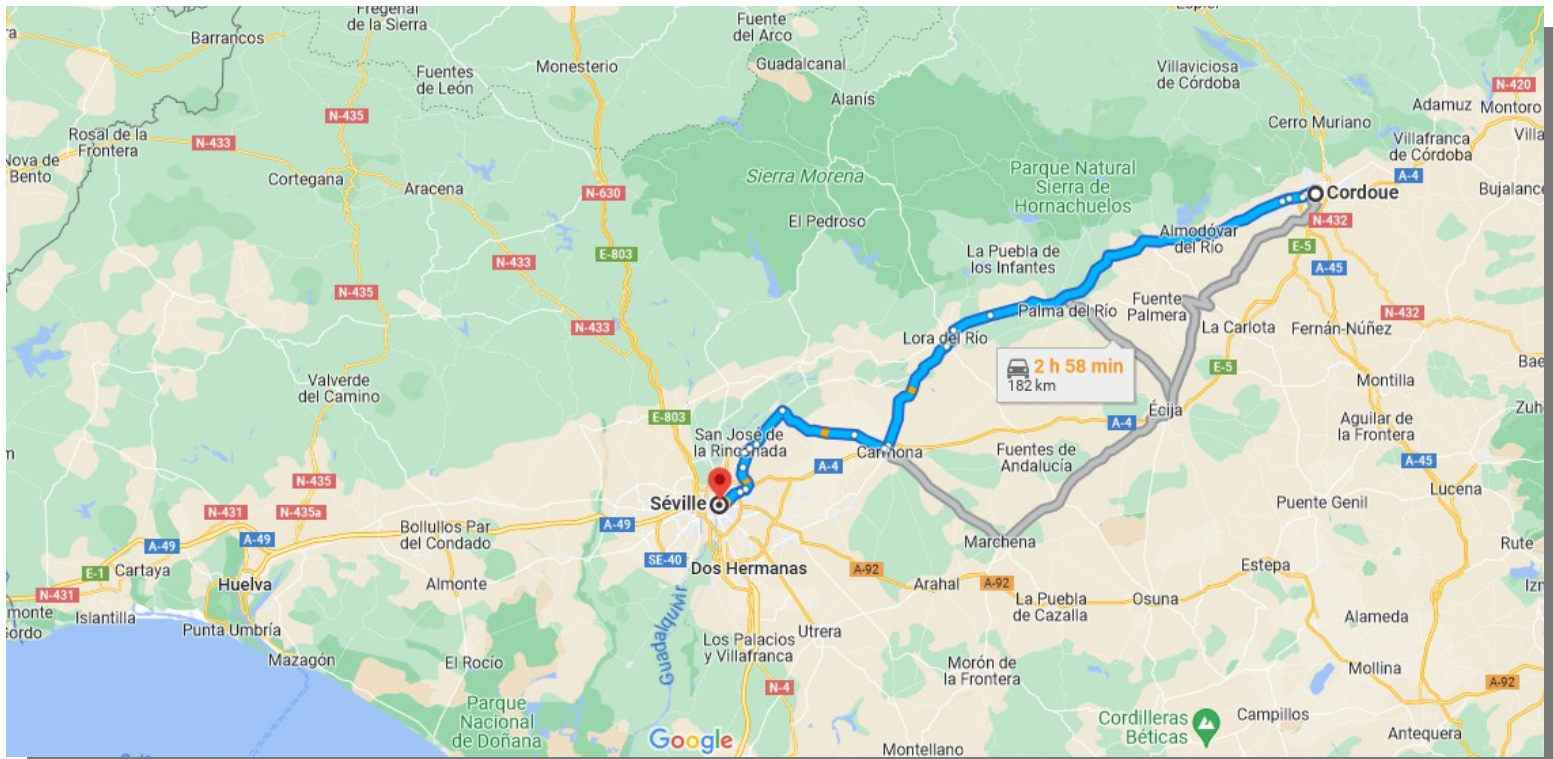 Fregenal
de la Sierra
Fuente
del Arco
Espiel
Barrancos
Fuentes
de León
Monesterio
Guadalcanal
Villaviciosa
de Córdoba
N-420
Alanís
Adamuz
Montoro
N-435
Cerro Muriano
Rosal de la
Frontera
N-433
Villafranca
de Córdoba
Villa
Nova de
Bento
Cortegana
Aracena
N-630
Sierra Morena
Parque Natural
Sierra de
Hornachuelos
A-4
Cordoue
Bujalance
El Pedroso
N-432
Almodóvar
del Río
E-803
N-433
La Puebla de
los Infantes
E-5
A-45
N-435
Fuente
Palmera
Palma del Río
N-432
N-433
Lora del Río
La Carlota
Fernán-Núñez
2 h 58 min
182 km
E-5
Bae
Valverde
del Camino
Montilla
E-803
Écija
Zuh
San José de
la Rinconada
A-4
Aguilar de
la Frontera
Carmona
Fuentes de
Andalucía
m
A-4
A-45
N-435
Lucena
Séville
Puente Genil
N-431
N-435a
Bollullos Par
del Condado
A-49
A-49
A-49
Marchena
Rute
SE-40
Dos Hermanas
E-1
Cartaya
A-92
Estepa
Huelva
Almonte
Arahal
A-92
Izn
N-431
La Puebla
de Cazalla
Osuna
monte
Gordo
Islantilla
Guadalquivir
Alameda
Punta Umbría
Los Palacios
y Villafranca
Utrera
Mazagón
El Rocío
Morón de
la Frontera
Mollina
N-4
A-92
Parque
Nacional
de Doñana
Cordilleras
Béticas
Campillos
Antequera
Google
Montellano